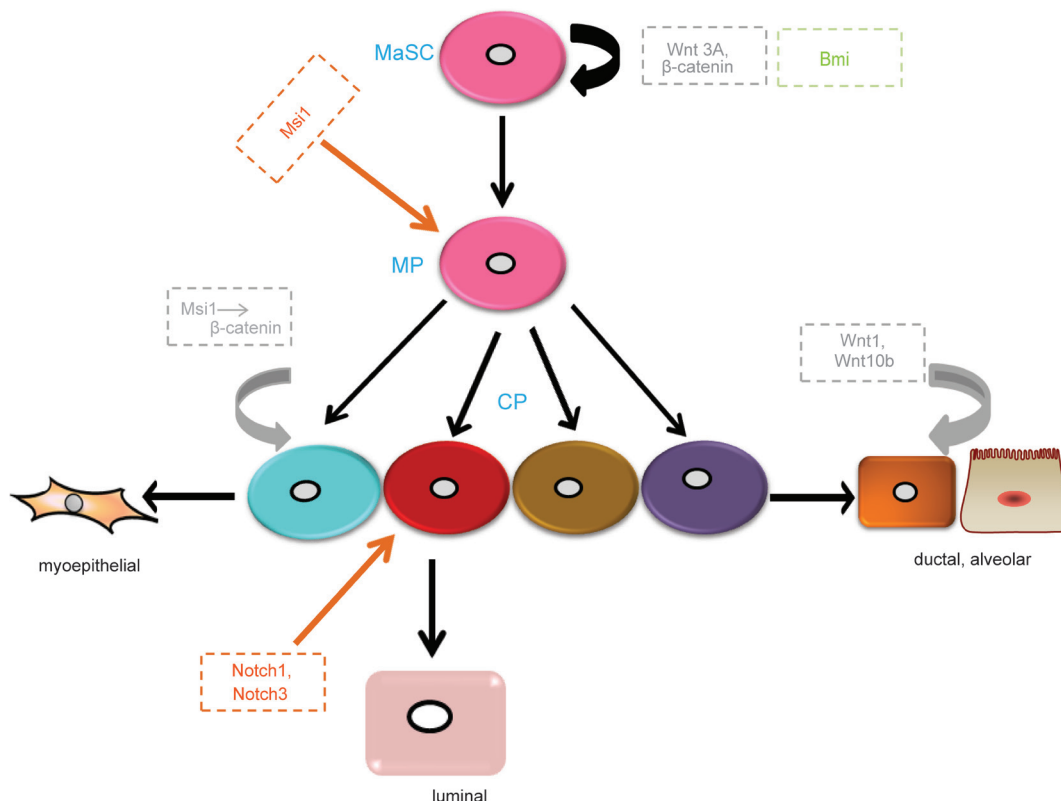 MaSC
Wnt 3A,
β-catenin
Bmi
Msi1
MP
Msi1→
β-catenin
Wnt1,
Wnt10b
CP
myoepithelial
ductal, alveolar
Notch1,
Notch3
luminal